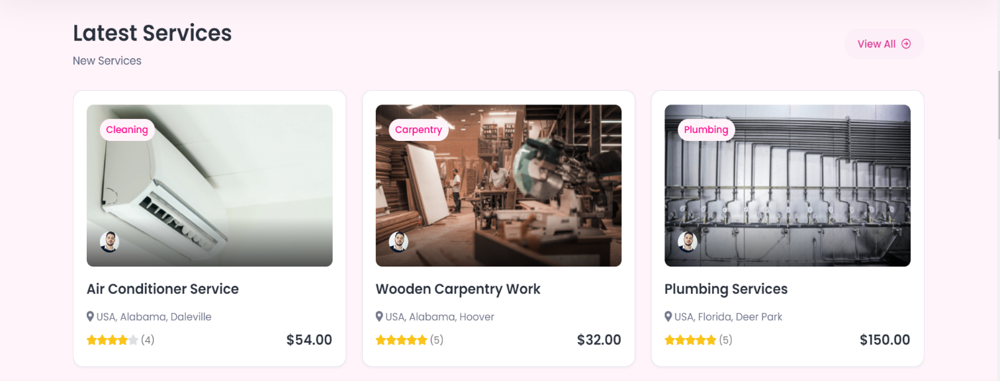 Latest Services
View All
New Services
Cleaning
Air Conditioner Service
USA, Alabama, Daleville
(4) $54.00
Carpentry
Wooden Carpentry Work
USA, Alabama, Hoover
(5) $32.00
Plumbing
Plumbing Services
USA, Florida, Deer Park
(5) $150.00